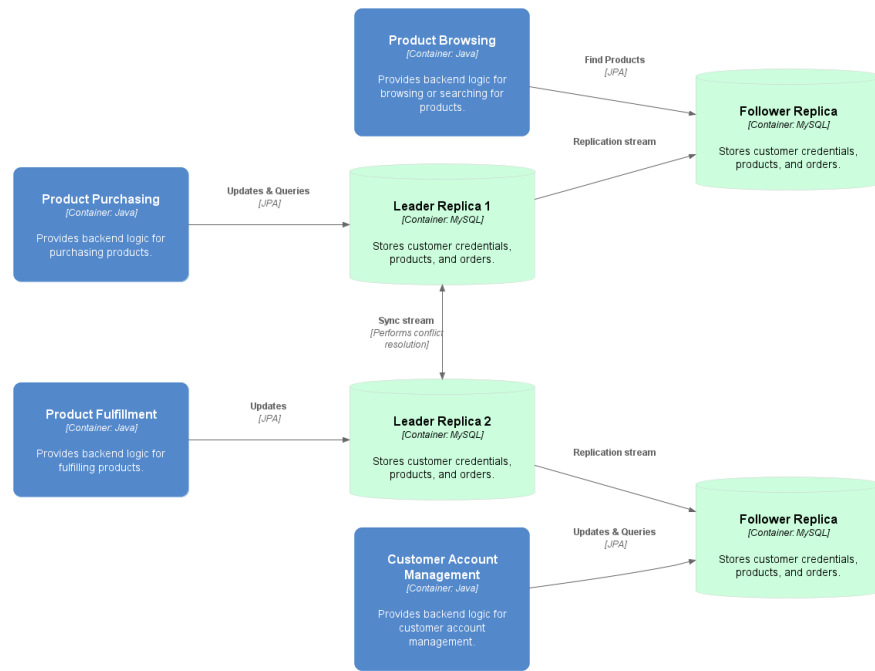 Product Browsing
[Container: Java]
Provides backend logic for
browsing or searching for
products.
Find Products
[JPA]
Follower Replica
[Container: MySQL]
Stores customer credentials,
products, and orders.
Replication stream
Product Purchasing
[Container: Java]
Provides backend logic for
purchasing products.
Updates & Queries
[JPA]
Leader Replica 1
[Container: MySQL]
Stores customer credentials,
products, and orders.
Sync stream
[Performs conflict
resolution]
Product Fulfillment
[Container: Java]
Provides backend logic for
fulfilling products.
Updates
[JPA]
Leader Replica 2
[Container: MySQL]
Stores customer credentials,
products, and orders.
Replication stream
Follower Replica
[Container: MySQL]
Stores customer credentials,
products, and orders.
Updates & Queries
[JPA]
Customer Account
Management
[Container: Java]
Provides backend logic for
customer account
management.